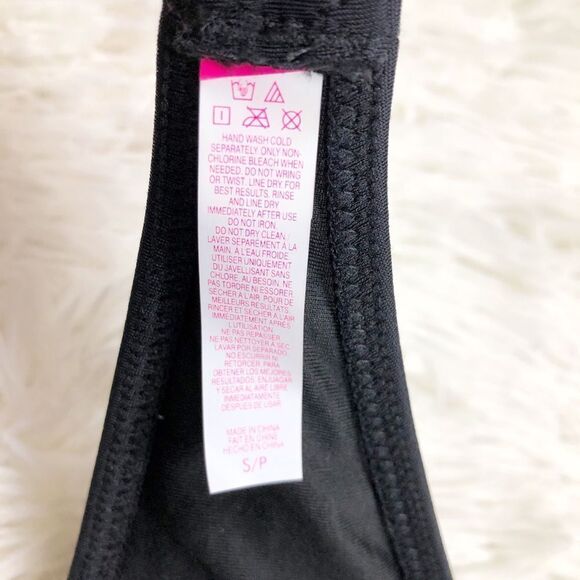 HAND WASH COLD
SEPARATELY ONLY NON-
CHLORINE BLEACH WHEN
NEEDED. DO NOT WRING
OR TWIST. LINE DRY. FOR
BEST RESULTS, RINSE
AND LINE DRY
IMMEDIATELY AFTER USE
DO NOT IRON.
DO NOT DRY CLEAN. /
LAVER SEPARÉMENT À LA
MAIN, À L'EAU FROIDE.
UTILISER UNIQUEMENT
DU JAVELLISANT SANS
CHLORE, AU BESOIN. NE
PAS TORDRE NI ESSORER.
SÉCHER À L'AIR. POUR DE
MEILLEURS RESULTATS,
RINCER ET SÉCHER À L'AIR
IMMÉDIATEMENT APRÈS
L'UTILISATION.
NE PAS REPASSER.
NE PAS NETTOYER À SEC.
LAVAR POR SEPARADO
NO ESCURRIR NI
RETORCER. PARA
OBTENER LOS MEJORES
RESULTADOS, ENJUAGAR
Y SECAR AL AIRE LIBRE
INMEDIATAMENTE
DESPUES DE USAR.
MADE IN CHINA
FAIT EN CHINE
HECHO EN CHINA
S/P